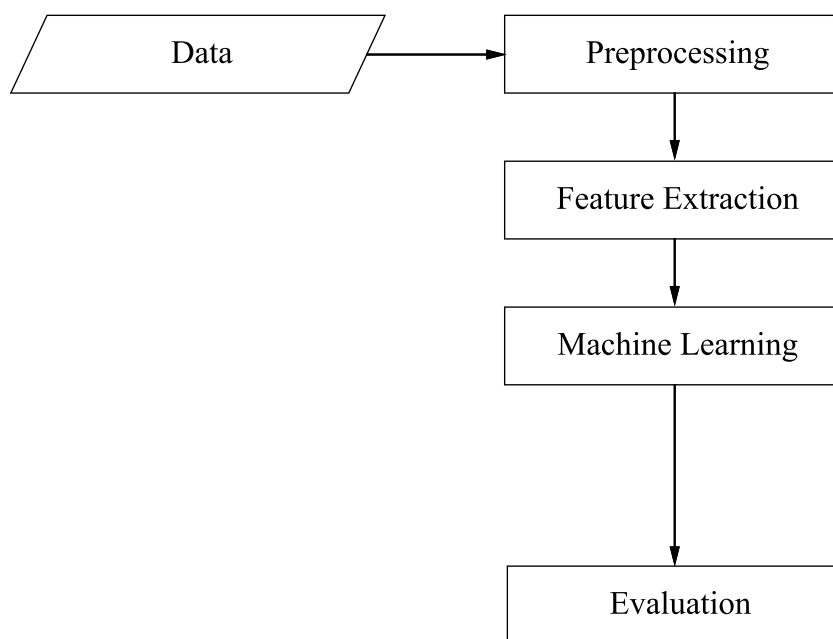 Data
Preprocessing
Feature Extraction
Machine Learning
Evaluation